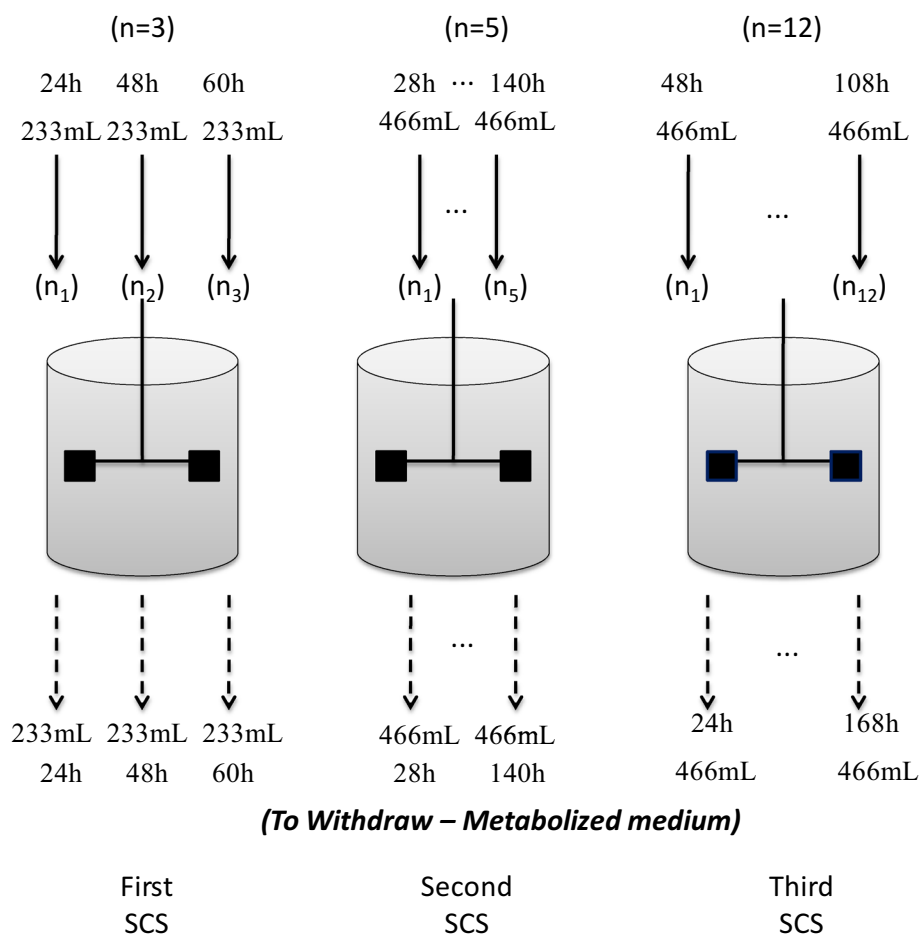 (n=3) (n=5) (n=12)
24h 48h 60h 28h ... 140h 48h 108h
233mL 233mL 233mL 466mL 466mL 466mL 466mL
... ...
(n1) (n2) (n3) (n1) (n5) (n1) (n12)
... ...
233mL 233mL 233mL 466mL 466mL 24h 168h
24h 48h 60h 28h 140h 466mL 466mL
(To Withdraw – Metabolized medium)
First Second Third
SCS SCS SCS